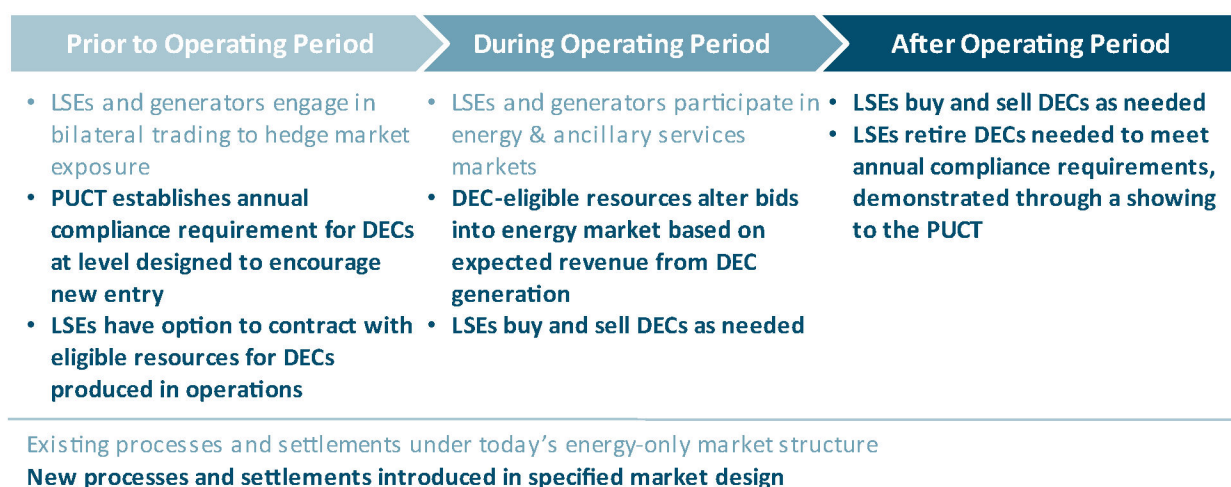 Prior to Operating Period
During Operating Period
After Operating Period
• LSEs and generators engage in
bilateral trading to hedge market
exposure
• PUCT establishes annual
compliance requirement for DECs
at level designed to encourage
new entry
• LSEs have option to contract with
eligible resources for DECs
produced in operations
• LSEs and generators participate in
energy & ancillary services
markets
• DEC-eligible resources alter bids
into energy market based on
expected revenue from DEC
generation
• LSEs buy and sell DECs as needed
• LSEs buy and sell DECs as needed
• LSEs retire DECs needed to meet
annual compliance requirements,
demonstrated through a showing
to the PUCT
Existing processes and settlements under today’s energy-only market structure
New processes and settlements introduced in specified market design